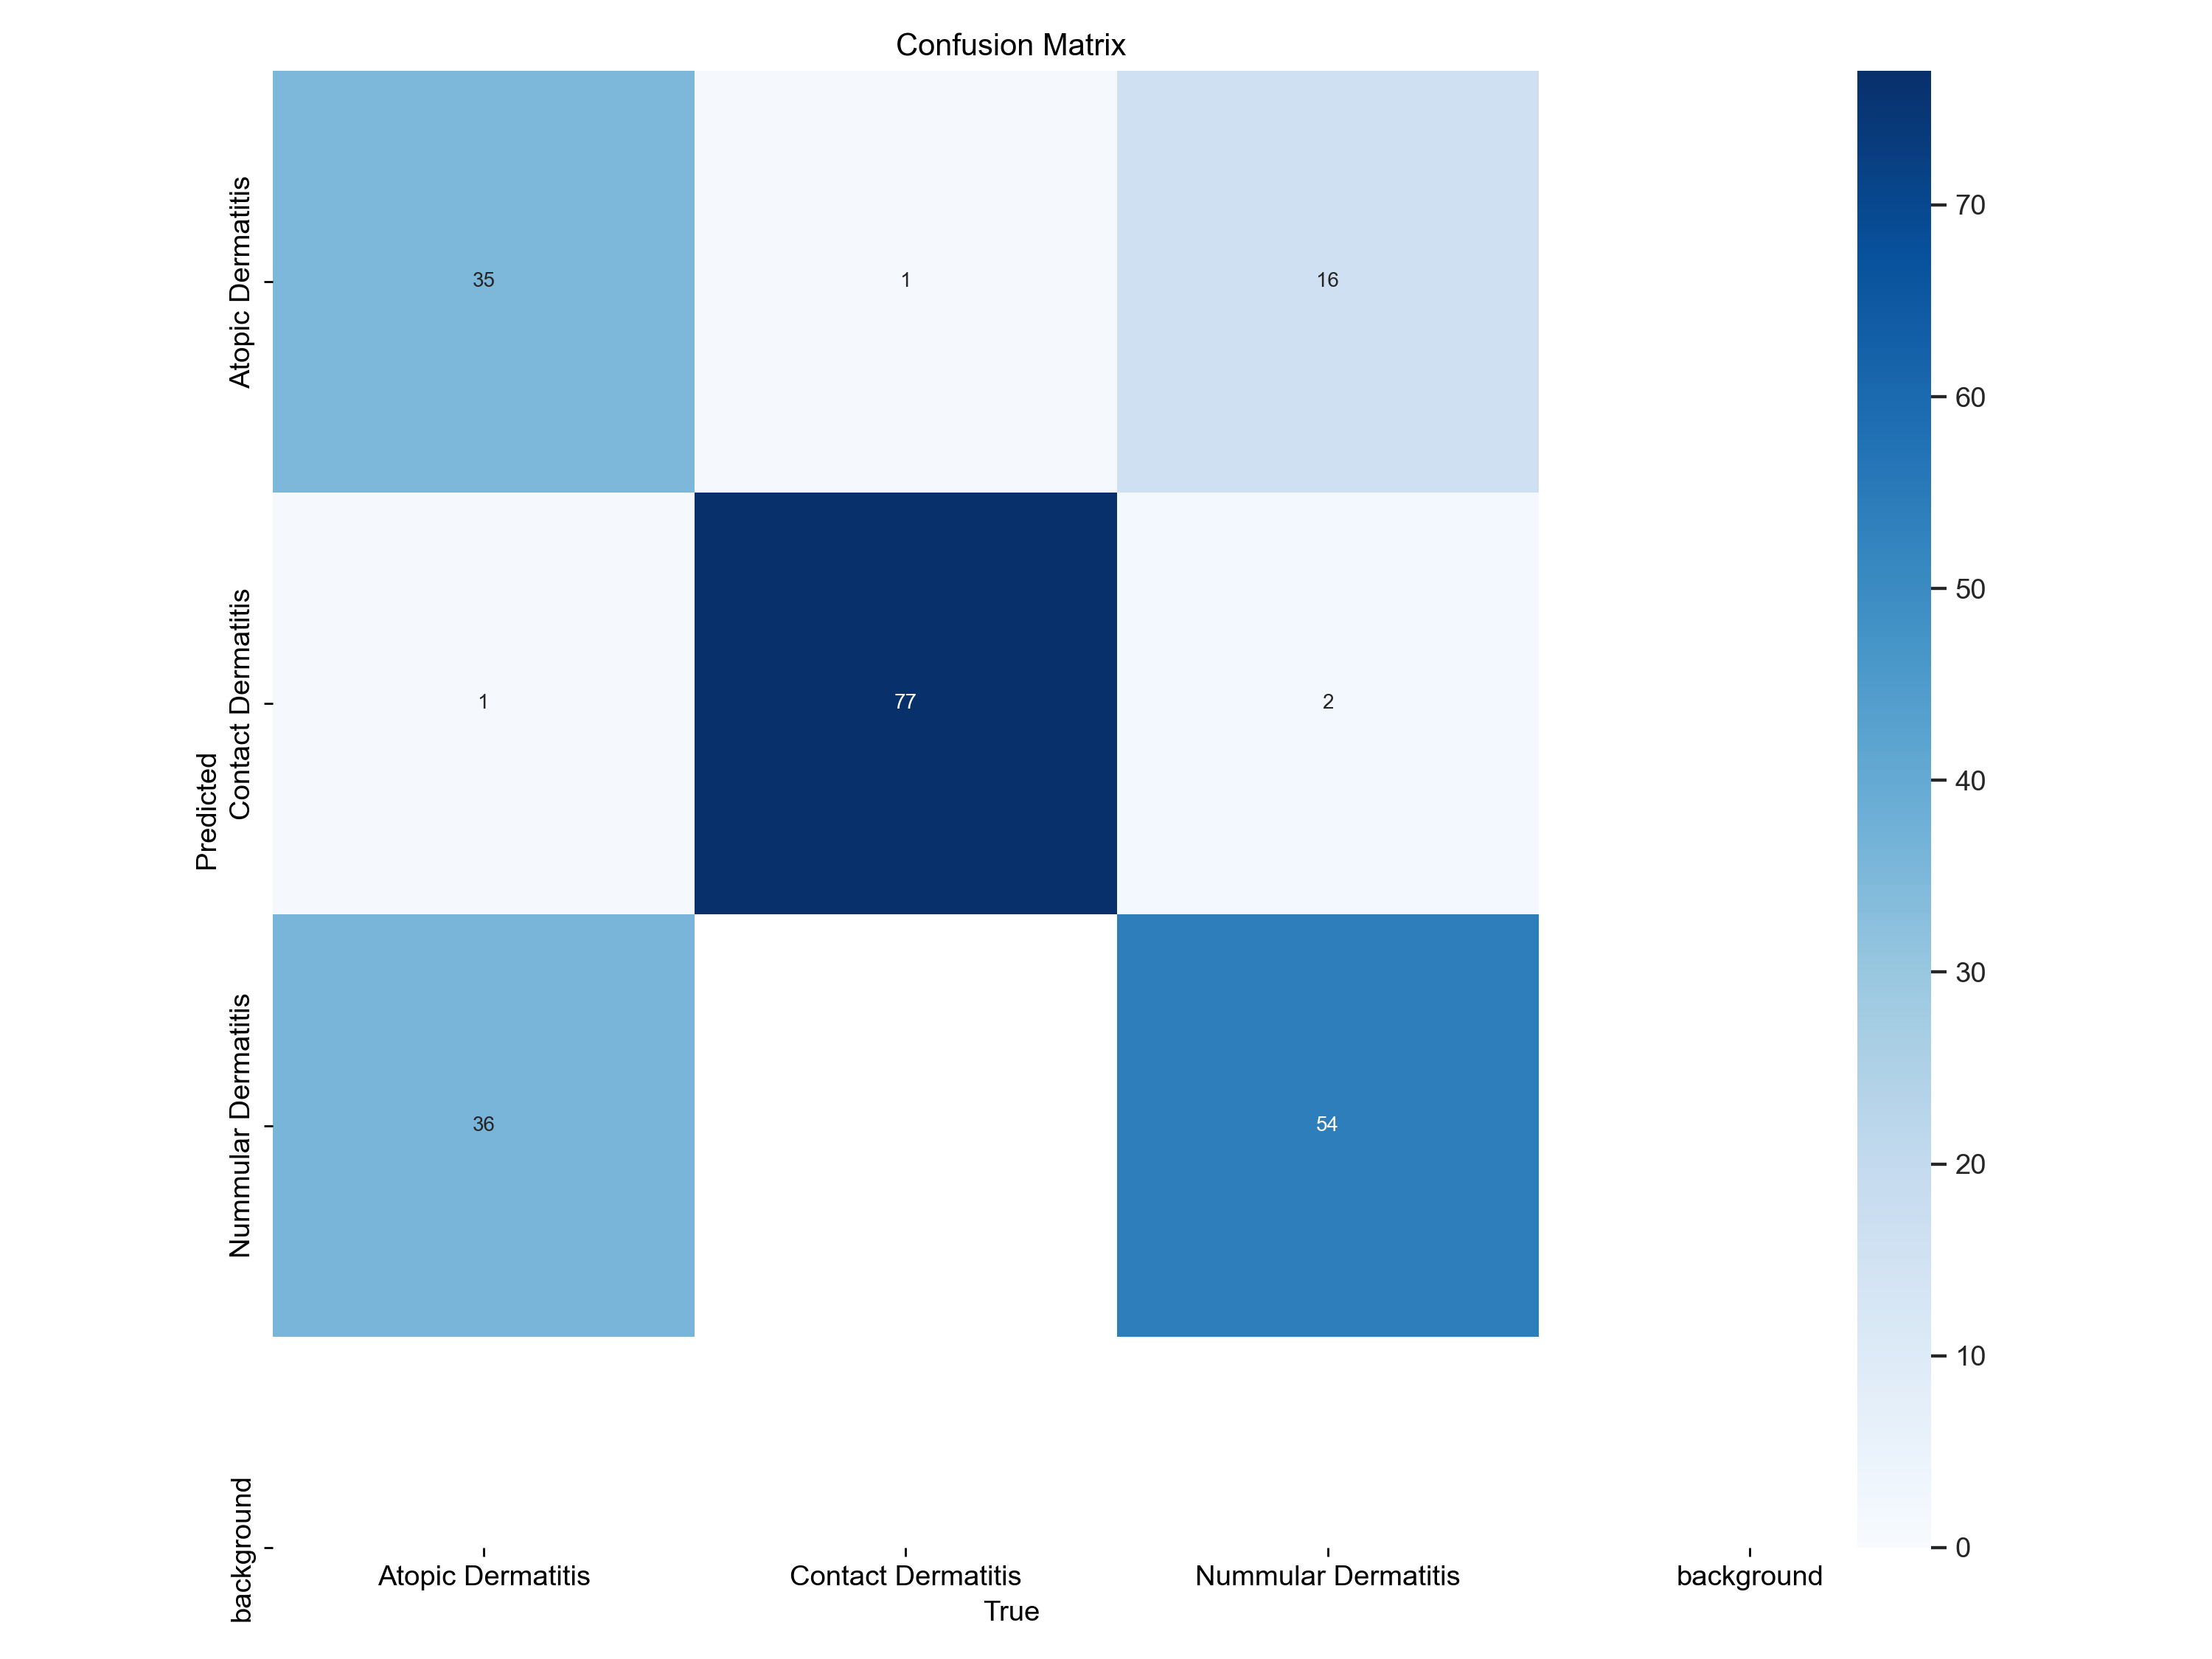 Confusion Matrix
Atopic Dermatitis
Contact Dermatitis
Nummular Dermatitis
background
Predicted
35 1 16
1 77 2
36 54
Atopic Dermatitis Contact Dermatitis Nummular Dermatitis background
True
70
60
50
40
30
20
10
0